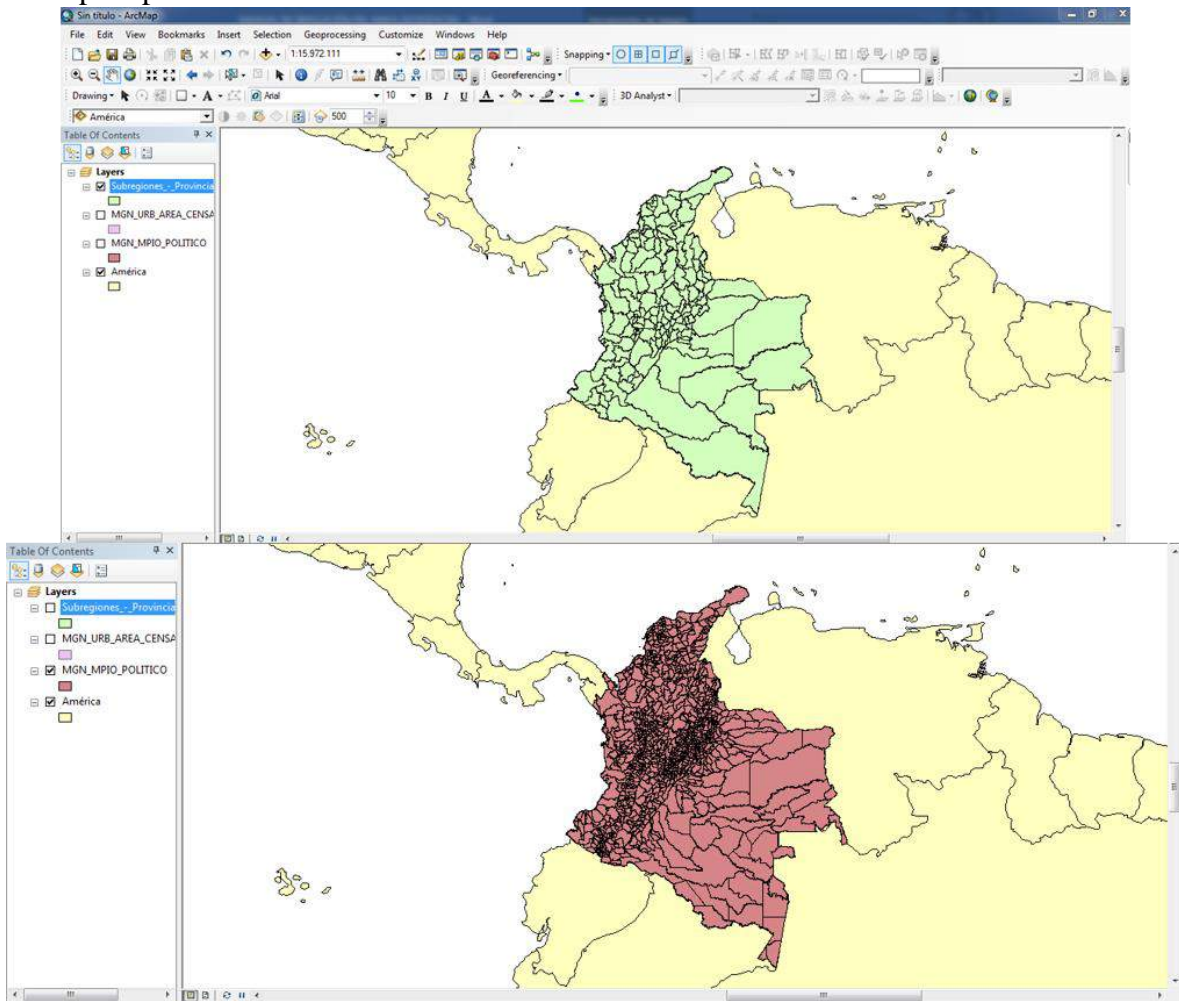 Sin título - ArcMap
File Edit View Bookmarks Insert Selection Geoprocessing Customize Windows Help
1:15.972.111 Snapping
Georeferencing
Drawing A Arial 10 B I U A 3D Analyst
América 500
Table Of Contents
Layers
Subregiones_-_Provincia
MGN_URB_AREA_CENSA
MGN_MPIO_POLITICO
América
Table Of Contents
Layers
Subregiones_-_Provincia
MGN_URB_AREA_CENSA
MGN_MPIO_POLITICO
América